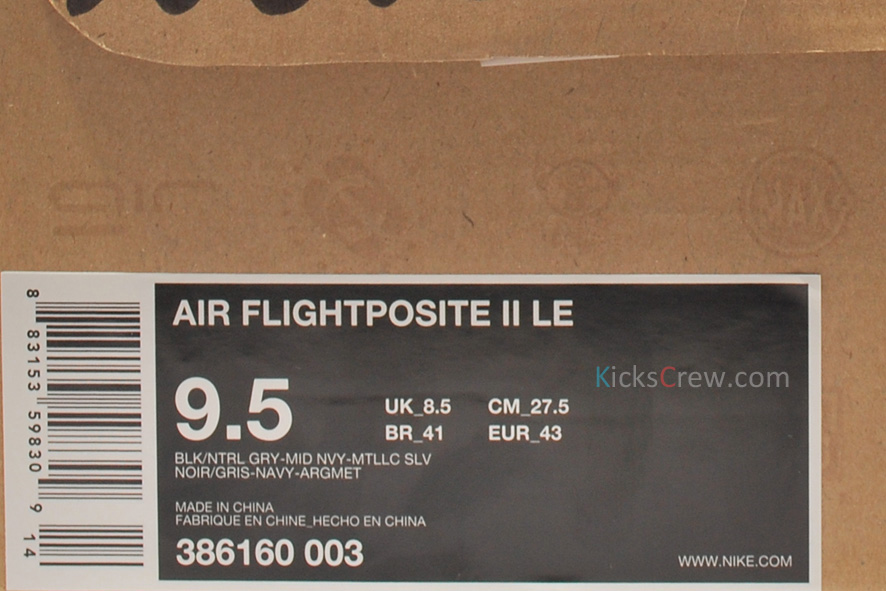 MAX
AIR FLIGHTPOSITE II LE
KicksCrew.com
9.5
UK_8.5 CM_27.5
BR_41 EUR_43
BLK/NTRL GRY-MID NVY-MTLLC SLV
NOIR/GRIS-NAVY-ARGMET
MADE IN CHINA
FABRIQUE EN CHINE_HECHO EN CHINA
386160 003
WWW.NIKE.COM
8 83153 59830 9 14